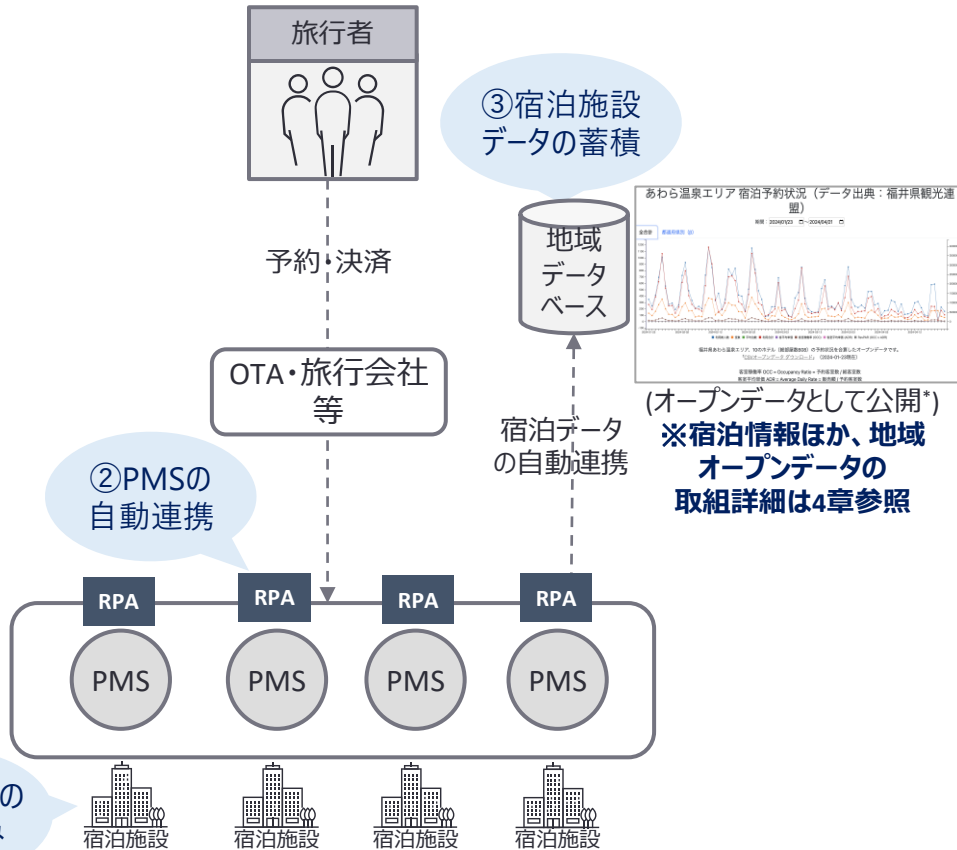 旅行者
③宿泊施設
データの蓄積
あわら温泉エリア 宿泊予約状況（データ出典：福井県観光連
盟）
地域
データ
ベース
予約・決済
OTA・旅行会社
等
宿泊データ
の自動連携
(オープンデータとして公開*)
※宿泊情報ほか、地域
オープンデータの
取組詳細は4章参照
②PMSの
自動連携
RPA
RPA
RPA
RPA
PMS
PMS
PMS
PMS
の
宿泊施設
宿泊施設
宿泊施設
宿泊施設